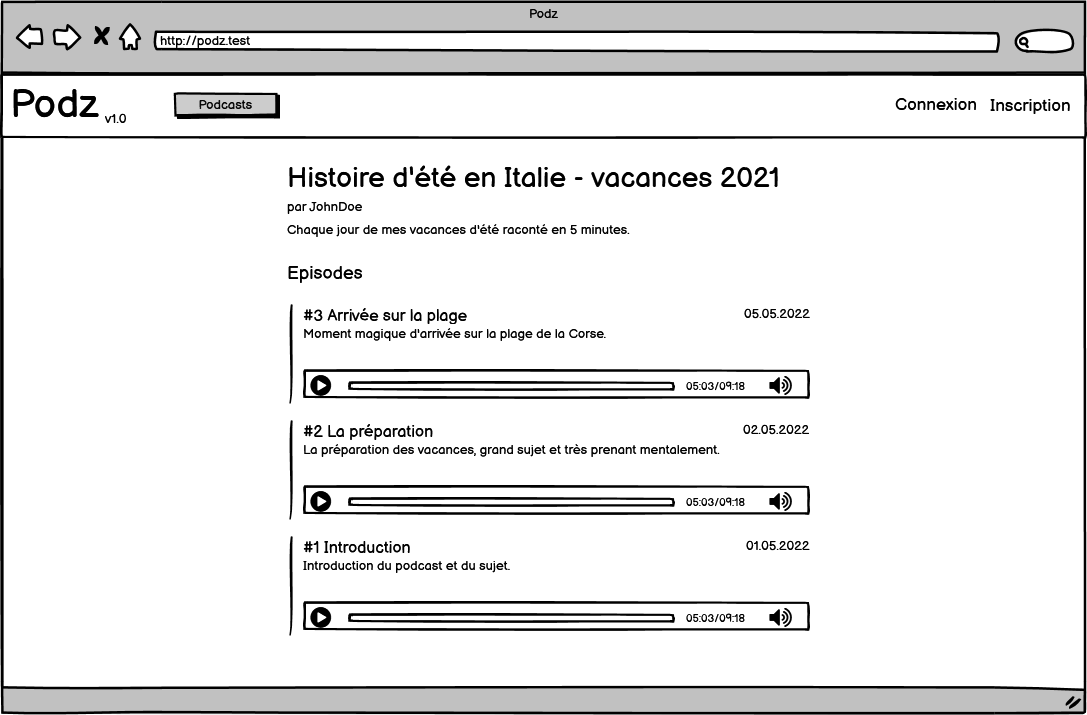 Podz
http://podz.test
Podz v1.0
Podcasts
Connexion Inscription
Histoire d'été en Italie - vacances 2021
par JohnDoe
Chaque jour de mes vacances d'été raconté en 5 minutes.
Episodes
#3 Arrivée sur la plage 05.05.2022
Moment magique d'arrivée sur la plage de la Corse.
05:03/09:18
#2 La préparation 02.05.2022
La préparation des vacances, grand sujet et très prenant mentalement.
05:03/09:18
#1 Introduction 01.05.2022
Introduction du podcast et du sujet.
05:03/09:18